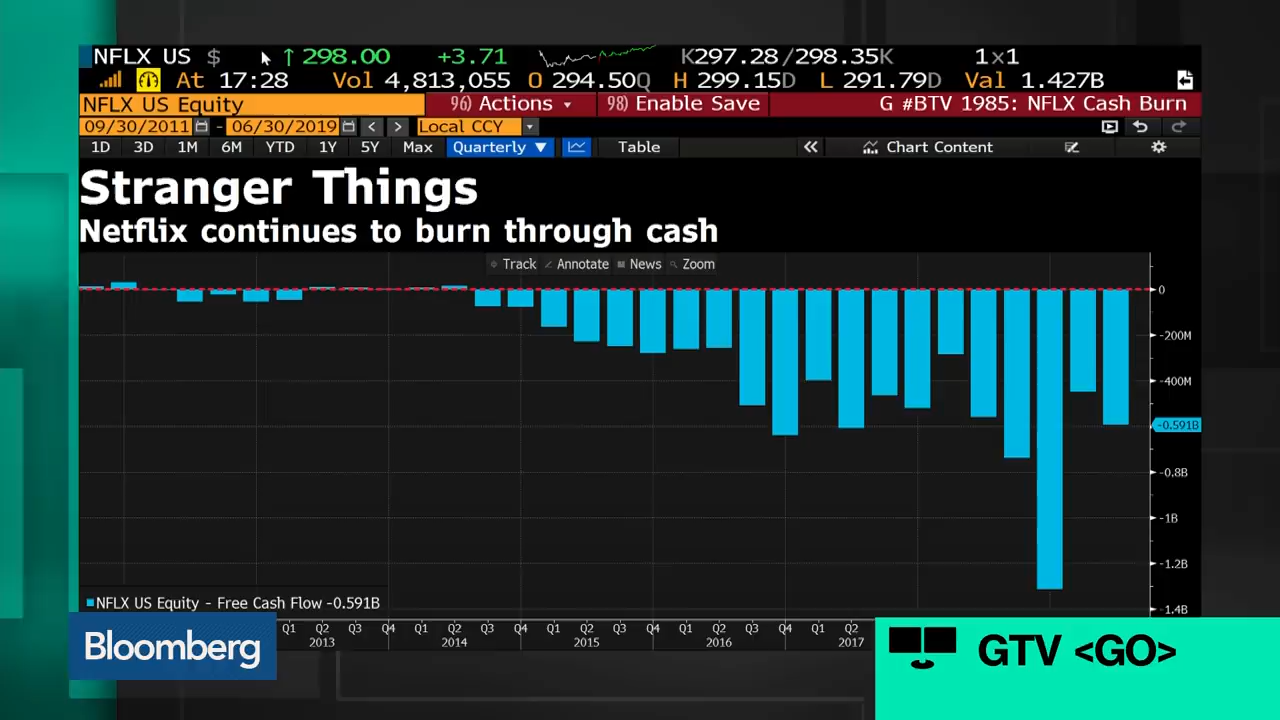 NFLX US $ ↑ 298.00 +3.71 K297.28/298.35K 1×1
At 17:28 Vol 4,813,055 O 294.50Q H 299.15D L 291.79D Val 1.427B
NFLX US Equity 96) Actions 98) Enable Save G #BTV 1985: NFLX Cash Burn
09/30/2011 - 06/30/2019 < > Local CCY
1D 3D 1M 6M YTD 1Y 5Y Max Quarterly ▼ Table « Chart Content
Stranger Things
Netflix continues to burn through cash
Track Annotate News Zoom
0
-200M
-400M
-0.591B
-0.8B
-1B
-1.2B
-1.4B
NFLX US Equity - Free Cash Flow -0.591B
Q1 Q2 Q3 Q4 Q1 Q2 Q3 Q4 Q1 Q2 Q3 Q4 Q1 Q2 Q3 Q4 Q1 Q2
2013 2014 2015 2016 2017
Bloomberg
GTV <GO>